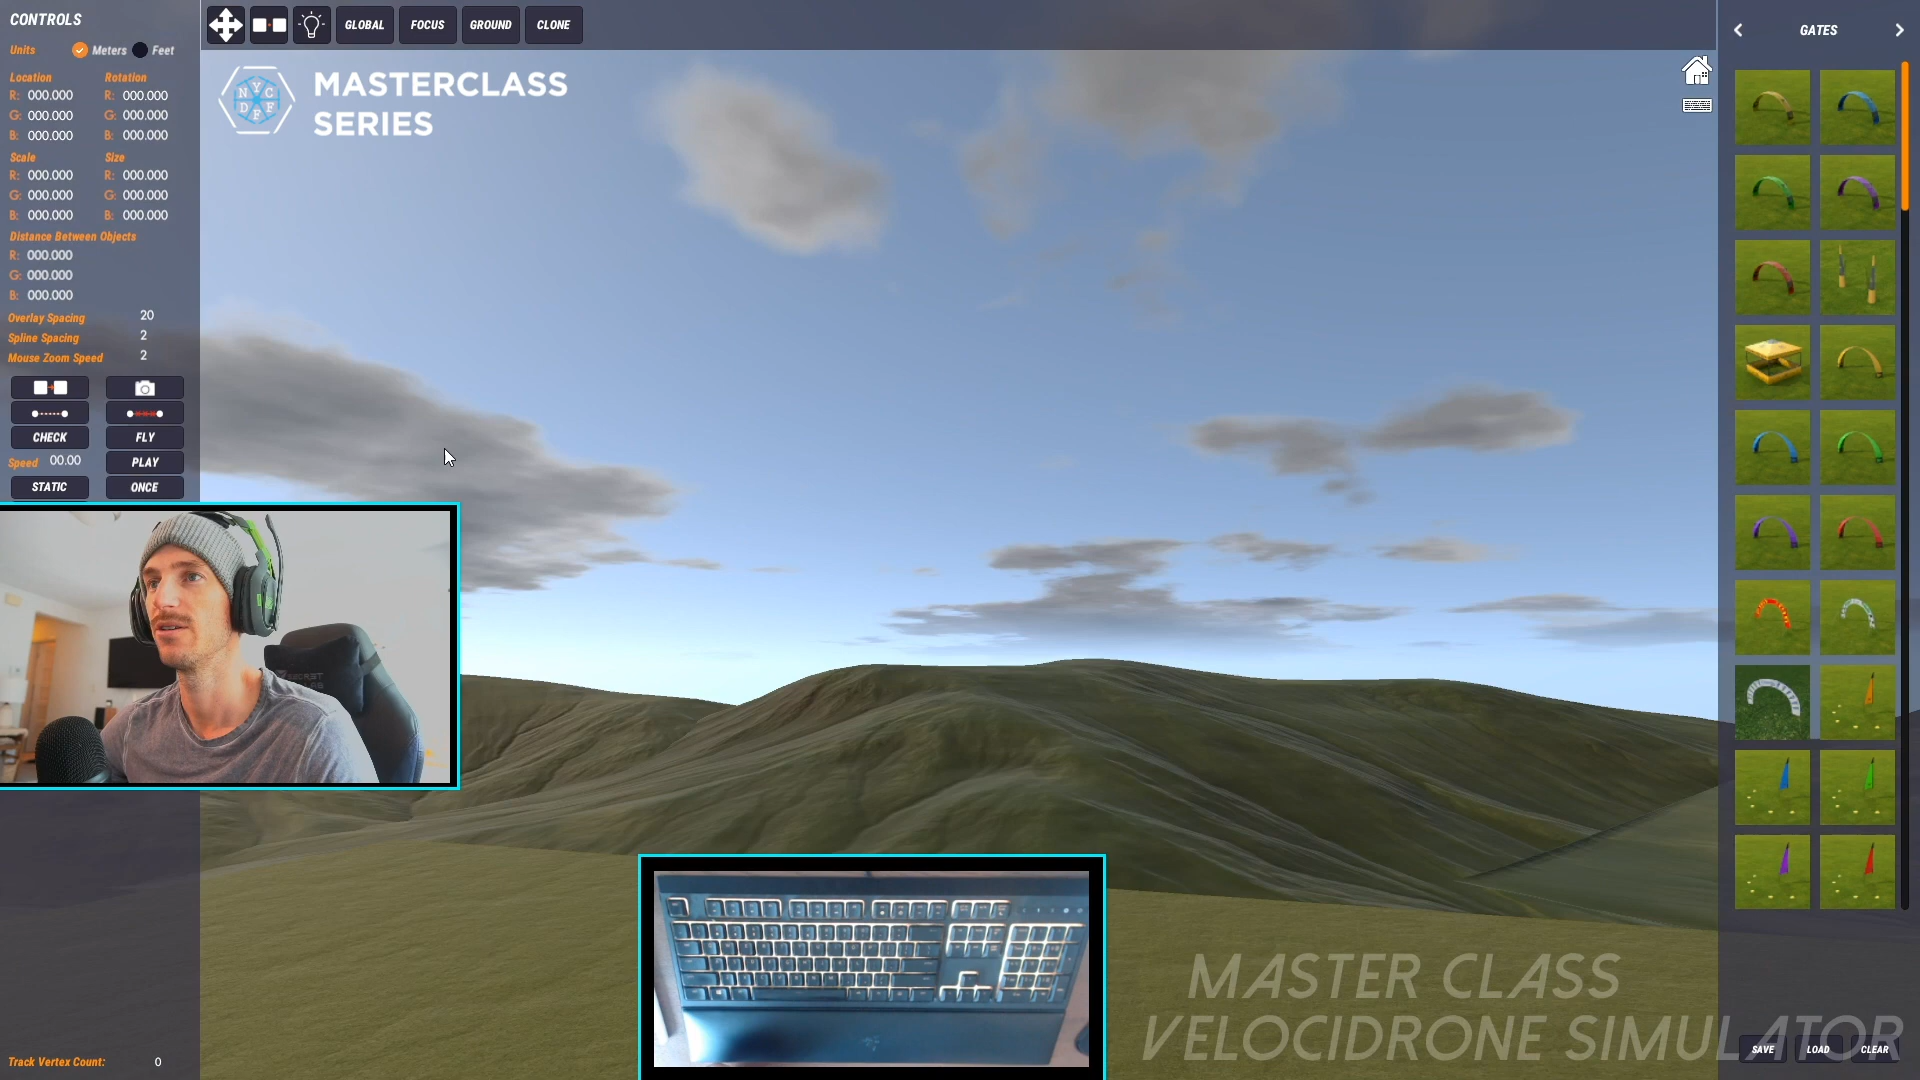 CONTROLS
Units Meters Feet
Location Rotation
R: 000.000 R: 000.000
G: 000.000 G: 000.000
B: 000.000 B: 000.000
Scale Size
R: 000.000 R: 000.000
G: 000.000 G: 000.000
B: 000.000 B: 000.000
Distance Between Objects
R: 000.000
G: 000.000
B: 000.000
Overlay Spacing 20
Spline Spacing 2
Mouse Zoom Speed 2
CHECK FLY
Speed 00.00 PLAY
STATIC ONCE
Track Vertex Count: 0
GLOBAL FOCUS GROUND CLONE
NYCDFF
MASTERCLASS
SERIES
GATES
MASTER CLASS
VELOCIDRONE SIMULATOR
SAVE LOAD CLEAR